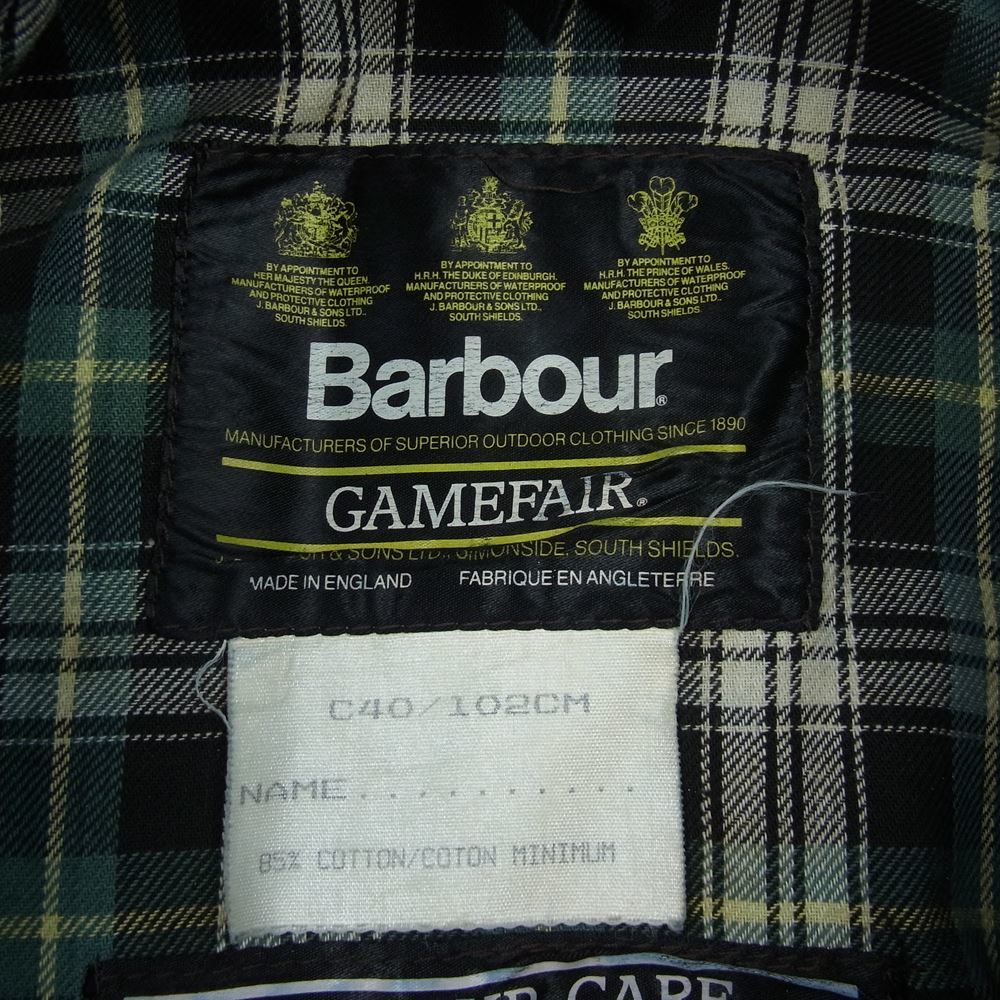 BY APPOINTMENT TO
HER MAJESTY THE QUEEN
MANUFACTURERS OF WATERPROOF
AND PROTECTIVE CLOTHING
J. BARBOUR & SONS LTD.,
SOUTH SHIELDS.
BY APPOINTMENT TO
H.R.H. THE DUKE OF EDINBURGH.
MANUFACTURERS OF WATERPROOF
AND PROTECTIVE CLOTHING
J. BARBOUR & SONS LTD.,
SOUTH SHIELDS.
BY APPOINTMENT TO
H.R.H. THE PRINCE OF WALES.
MANUFACTURERS OF WATERPROOF
AND PROTECTIVE CLOTHING
J. BARBOUR & SONS LTD.,
SOUTH SHIELDS.
Barbour®
MANUFACTURERS OF SUPERIOR OUTDOOR CLOTHING SINCE 1890
GAMEFAIR®
& SONS LTD., SIMONSIDE, SOUTH SHIELDS.
MADE IN ENGLAND FABRIQUE EN ANGLETERRE
C40/102CM
NAME..........
85% COTTON/COTON MINIMUM
CARE